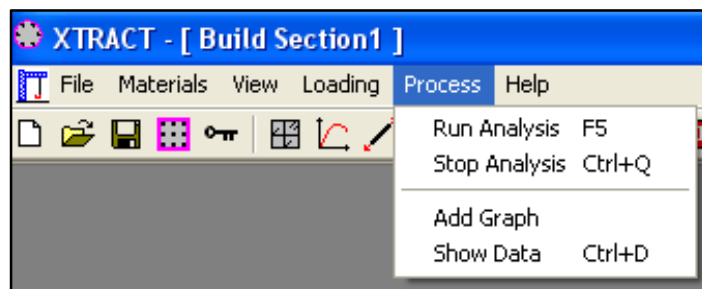 XTRACT - [ Build Section1 ]
File Materials View Loading Process Help
Run Analysis F5
Stop Analysis Ctrl+Q
Add Graph
Show Data Ctrl+D